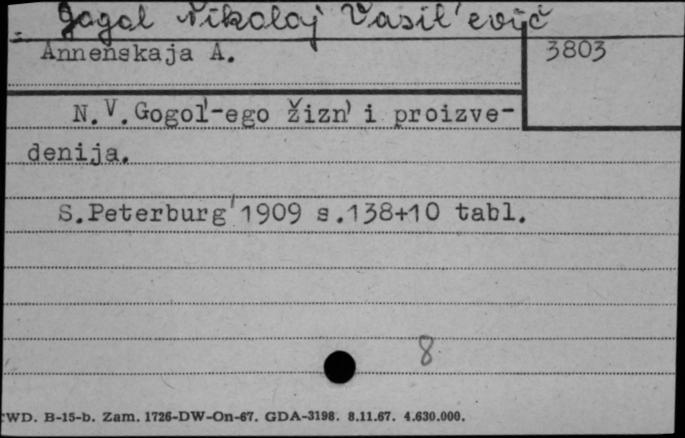 Gogol Nikolaj Vasil'evič
Annenskaja A.
3803
N.V.Gogol'-ego žizn' i proizve-
denija.
S.Peterburg 1909 s.138+10 tabl.
8
WD. B-15-b. Zam. 1726-DW-On-67. GDA-3198. 8.11.67. 4.630.000.